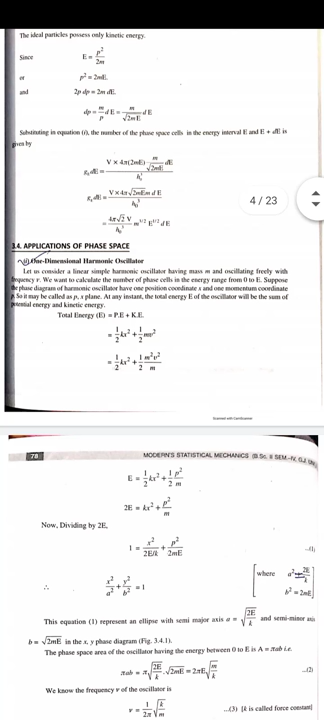 The ideal particles possess only kinetic energy.
Since E = p²/2m
or p² = 2mE.
and 2p dp = 2m dE.
dp = m/p dE = m/√2mE dE
Substituting in equation (i), the number of the phase space cells in the energy interval E and E + dE is
given by
V × 4π(2mE) m/√2mE dE
g₁ dE = ―――
h₀³
g₁ dE = V×4π√2mEm dE / h₀³
= 4π√2 V / h₀³ m^3/2 E^1/2 dE
4 / 23
3.4. APPLICATIONS OF PHASE SPACE
One-Dimensional Harmonic Oscillator
Let us consider a linear simple harmonic oscillator having mass m and oscillating freely with
frequency v. We want to calculate the number of phase cells in the energy range from 0 to E. Suppose
the phase diagram of harmonic oscillator have one position coordinate x and one momentum coordinate
p. So it may be called as p, x plane. At any instant, the total energy E of the oscillator will be the sum of
potential energy and kinetic energy.
Total Energy (E) = P.E + K.E.
= 1/2 kx² + 1/2 mv²
= 1/2 kx² + 1/2 m²v²/m
Scanned with CamScanner
78 MODERN'S STATISTICAL MECHANICS (B.Sc. II SEM.-IV,
E = 1/2 kx² + 1/2 p²/m
2E = kx² + p²/m
Now, Dividing by 2E,
1 = x²/2E/k + p²/2mE ...(1)
∴ x²/a² + y²/b² = 1 [where a² = 2E/k
b² = 2mE]
This equation (1) represent an ellipse with semi major axis a = √2E/k and semi-minor axis
b = √2mE in the x, y phase diagram (Fig. 3.4.1).
The phase space area of the oscillator having the energy between 0 to E is A = πab i.e.
πab = π√2E/k.√2mE = 2πE√m/k ...(2)
We know the frequency v of the oscillator is
v = 1/2π √k/m ...(3) [k is called force constant]